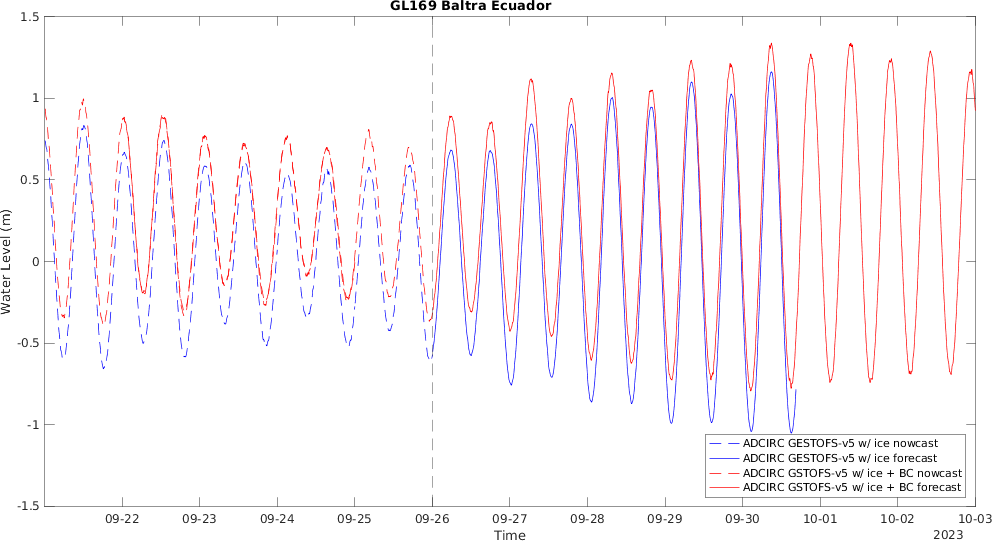 GL169 Baltra Ecuador
1.5
1
0.5
0
-0.5
-1
-1.5
Water Level (m)
ADCIRC GESTOFS-v5 w/ ice nowcast
ADCIRC GESTOFS-v5 w/ ice forecast
ADCIRC GSTOFS-v5 w/ ice + BC nowcast
ADCIRC GSTOFS-v5 w/ ice + BC forecast
09-22 09-23 09-24 09-25 09-26 09-27 09-28 09-29 09-30 10-01 10-02 10-03
Time
2023